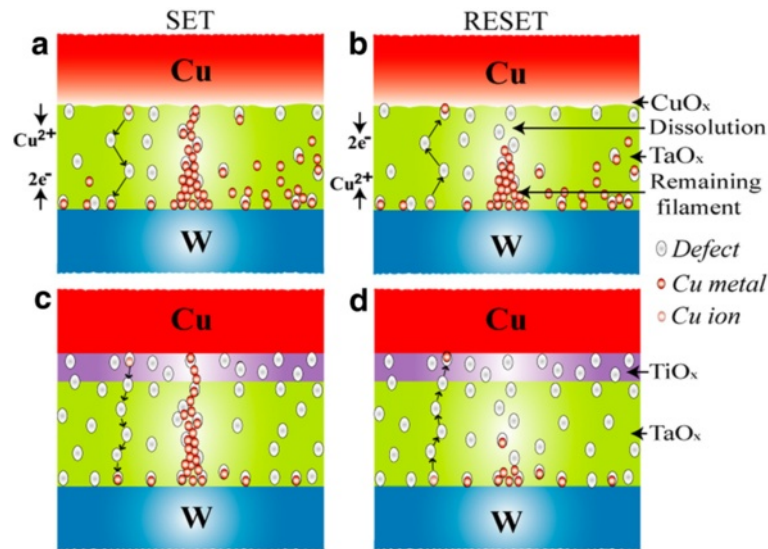 SET
RESET
a
b
Cu
Cu
CuOₓ
Dissolution
Cu²⁺
2e⁻
TaOₓ
2e⁻
Cu²⁺
Remaining
filament
W
W
Defect
Cu metal
Cu ion
c
d
Cu
Cu
TiOₓ
TaOₓ
W
W